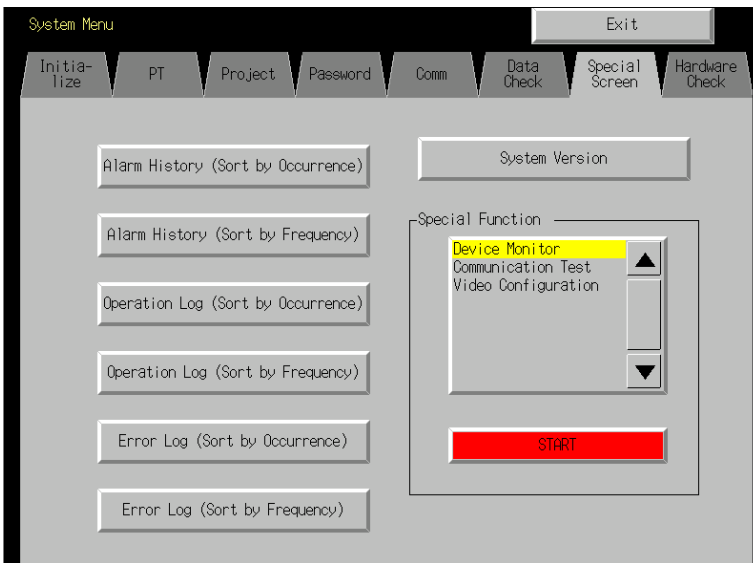 System Menu
Exit
Initia-
lize
PT
Project
Password
Comm
Data
Check
Special
Screen
Hardware
Check
Alarm History (Sort by Occurrence)
Alarm History (Sort by Frequency)
Operation Log (Sort by Occurrence)
Operation Log (Sort by Frequency)
Error Log (Sort by Occurrence)
Error Log (Sort by Frequency)
System Version
Special Function
Device Monitor
Communication Test
Video Configuration
START